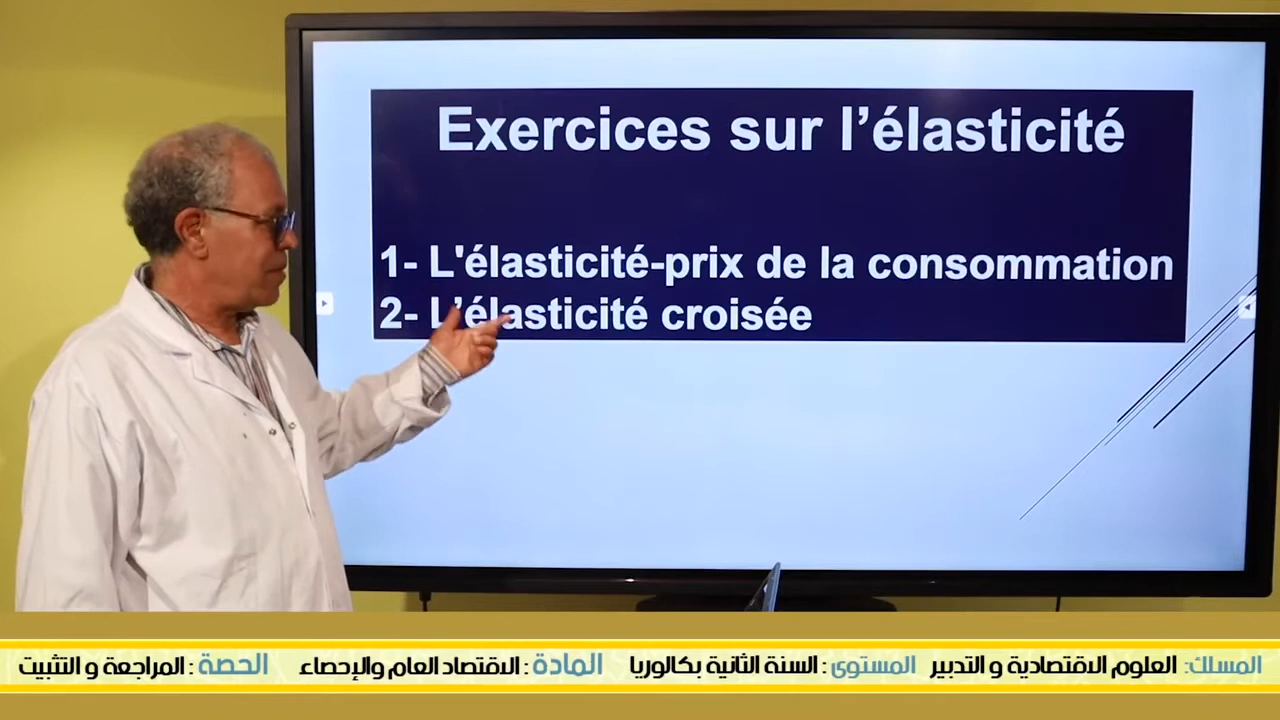 Exercices sur l’élasticité
1- L'élasticité-prix de la consommation
2- L’élasticité croisée
المسلك: العلوم الاقتصادية و التدبير المستوى : السنة الثانية بكالوريا المادة : الاقتصاد العام والإحصاء الحصة : المراجعة و التثبيت